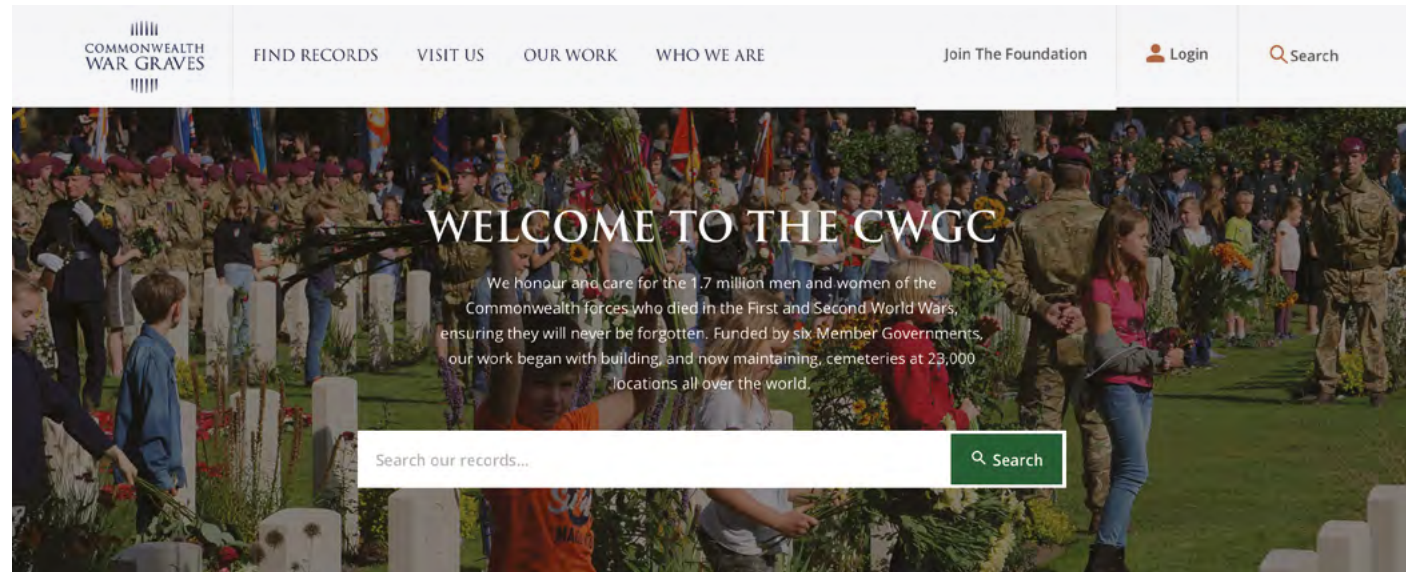 COMMONWEALTH
WAR GRAVES
FIND RECORDS
VISIT US
OUR WORK
WHO WE ARE
Join The Foundation
Login
Search
WELCOME TO THE CWGC
We honour and care for the 1.7 million men and women of the
Commonwealth forces who died in the First and Second World Wars,
ensuring they will never be forgotten. Funded by six Member Governments,
our work began with building, and now maintaining, cemeteries at 23,000
locations all over the world.
Search our records...
Search